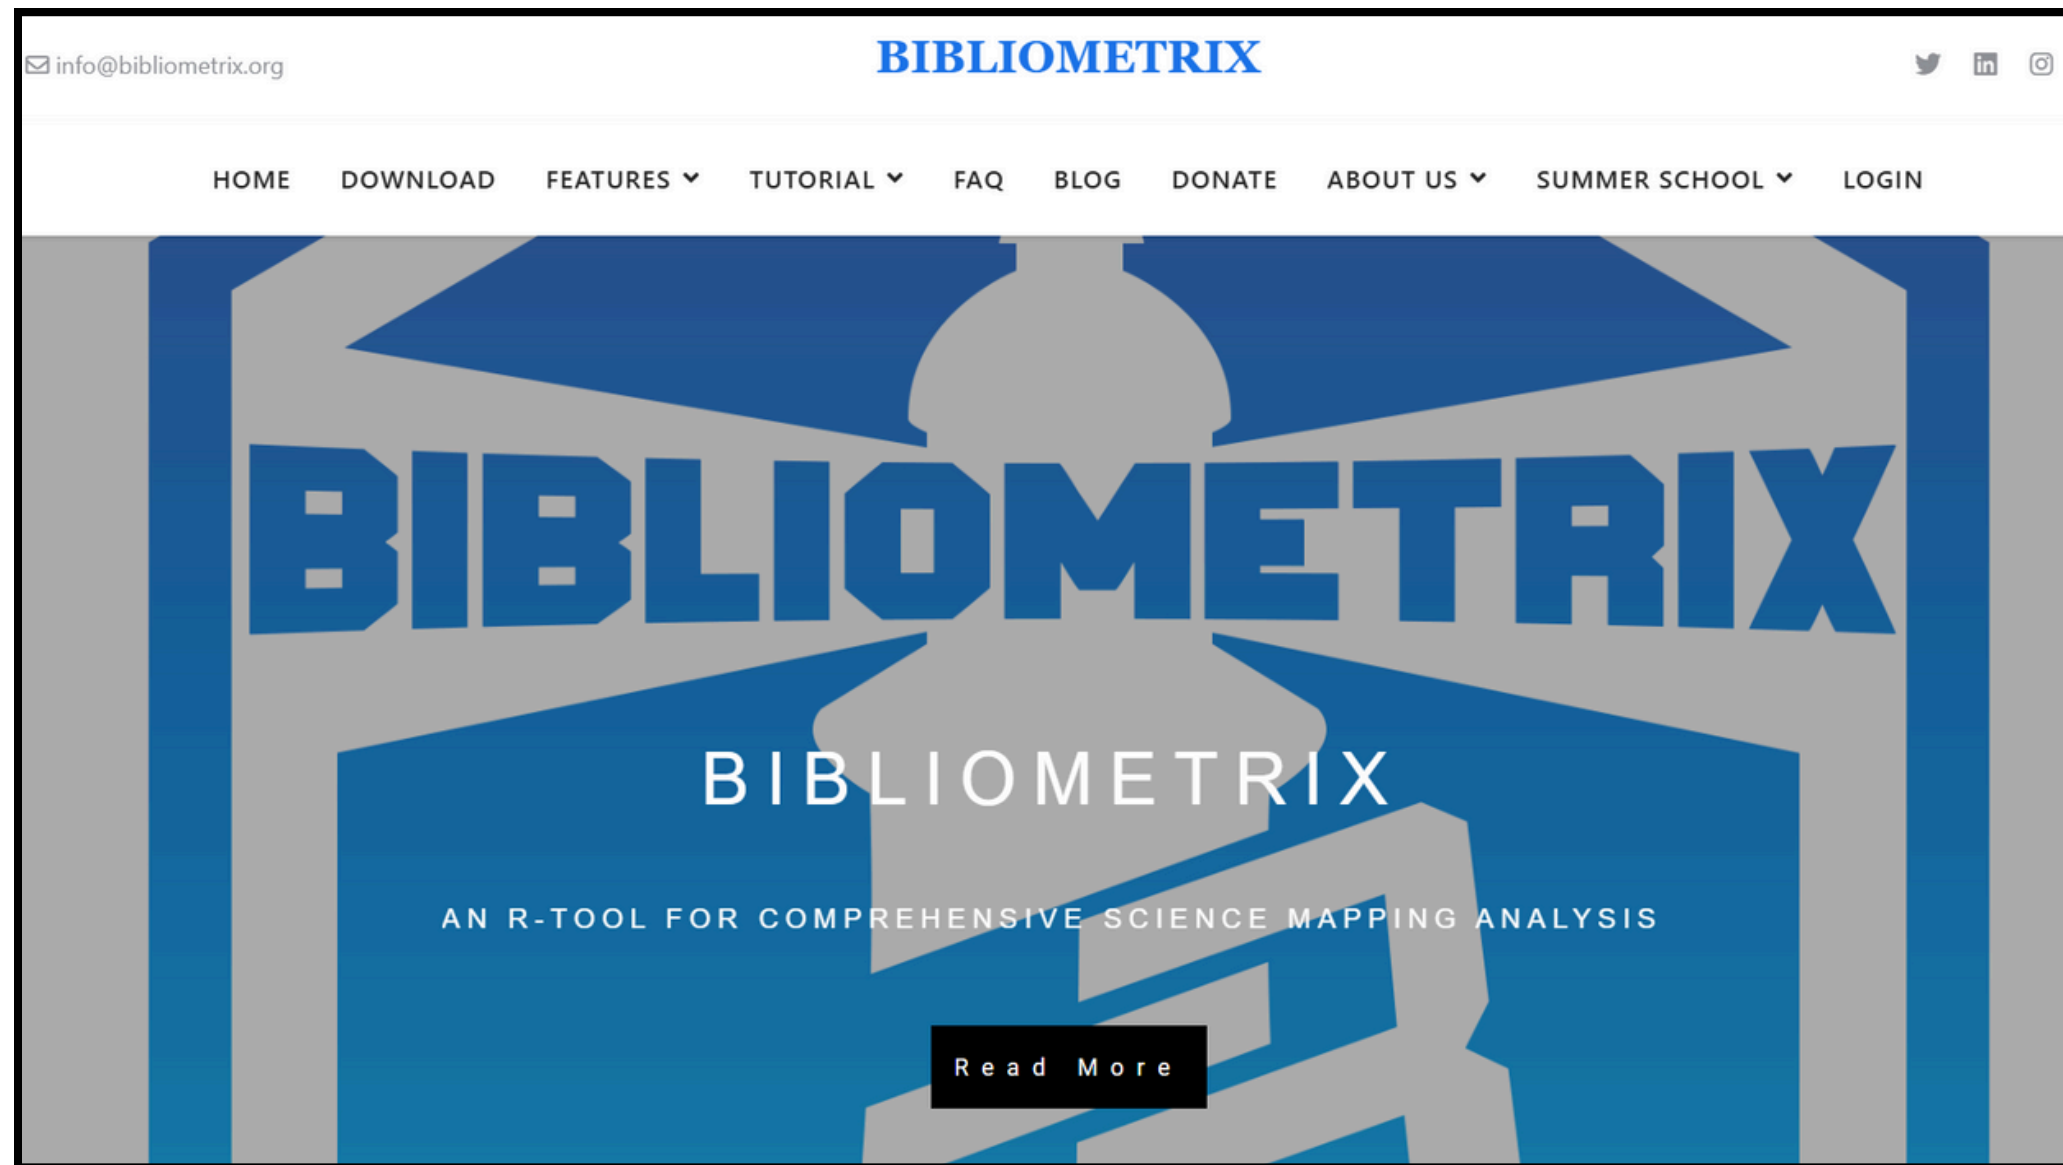 info@bibliometrix.org
BIBLIOMETRIX
HOME DOWNLOAD FEATURES TUTORIAL FAQ BLOG DONATE ABOUT US SUMMER SCHOOL LOGIN
BIBLIOMETRIX
BIBLIOMETRIX
AN R-TOOL FOR COMPREHENSIVE SCIENCE MAPPING ANALYSIS
Read More